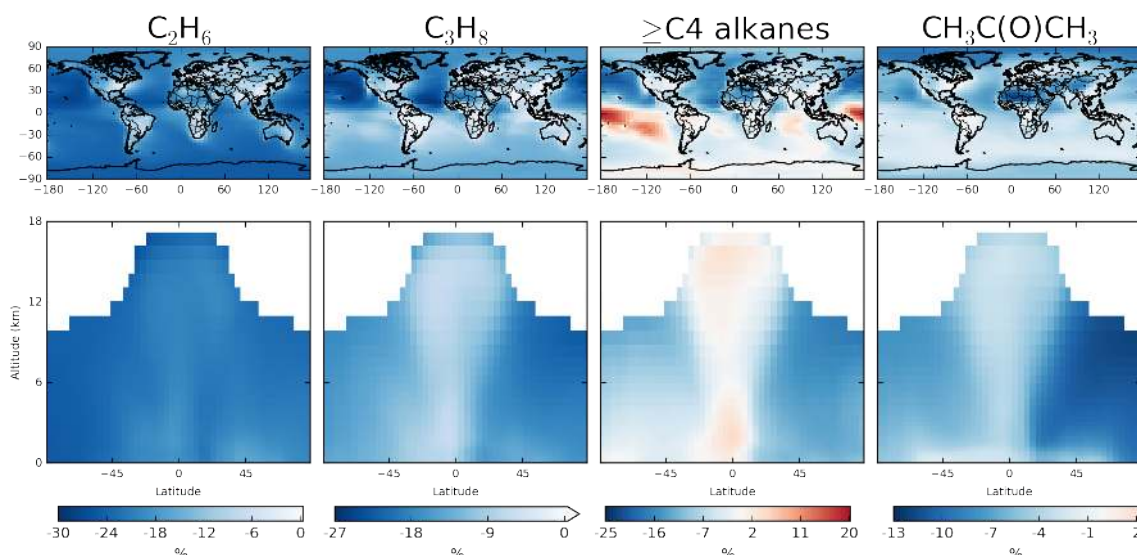 C₂H₆ C₃H₈ ≥C4 alkanes CH₃C(O)CH₃
90
60
30
0
−30
−60
−90
−180 −120 −60 0 60 120 −180 −120 −60 0 60 120 −180 −120 −60 0 60 120 −180 −120 −60 0 60 120
18
12
6
0
Altitude (km)
−45 0 45 −45 0 45 −45 0 45 −45 0 45
Latitude Latitude Latitude Latitude
-30 -24 -18 -12 -6 0 -27 -18 -9 0 -25 -16 -7 2 11 20 -13 -10 -7 -4 -1 2
% % % %